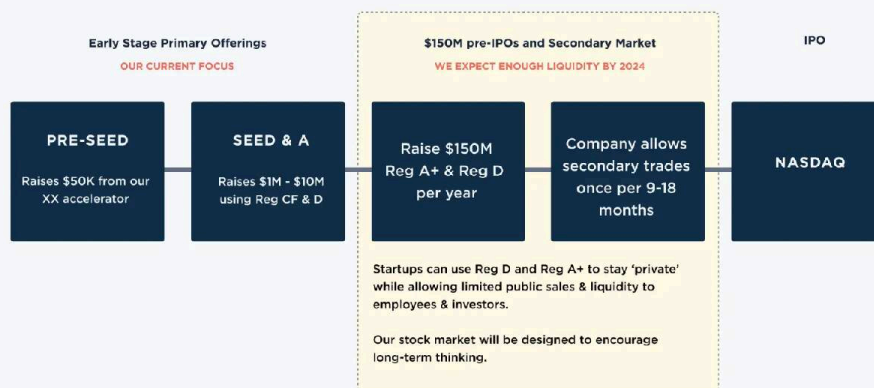 Early Stage Primary Offerings
OUR CURRENT FOCUS
$150M pre-IPOs and Secondary Market
WE EXPECT ENOUGH LIQUIDITY BY 2024
IPO
PRE-SEED
Raises $50K from our
XX accelerator
SEED & A
Raises $1M - $10M
using Reg CF & D
Raise $150M
Reg A+ & Reg D
per year
Company allows
secondary trades
once per 9-18
months
NASDAQ
Startups can use Reg D and Reg A+ to stay ‘private’
while allowing limited public sales & liquidity to
employees & investors.
Our stock market will be designed to encourage
long-term thinking.